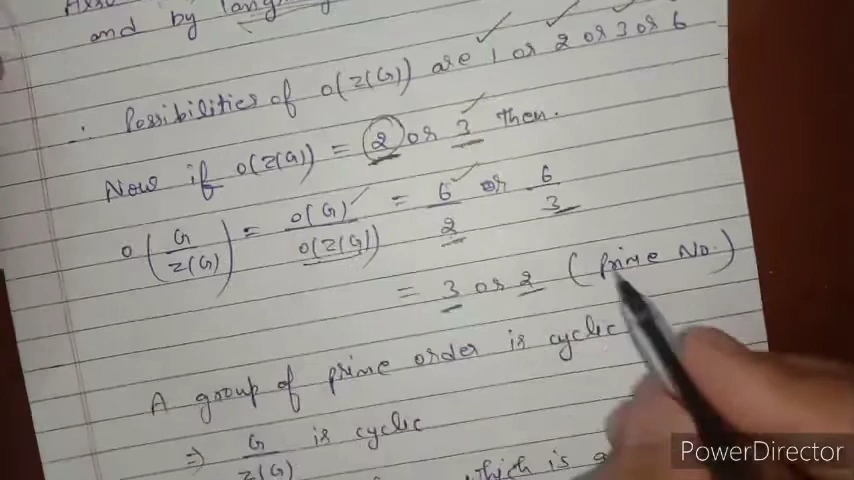 Also
and by
∴ Possibilities of o(Z(G)) are 1 or 2 or 3 or 6
Now if o(Z(G)) = 2 or 3 then.
o(G/Z(G)) = o(G)/o(Z(G)) = 6/2 or 6/3
= 3 or 2 (prime No.)
A group of prime order is cyclic
⇒ G/Z(G) is cyclic
which is a
PowerDirector